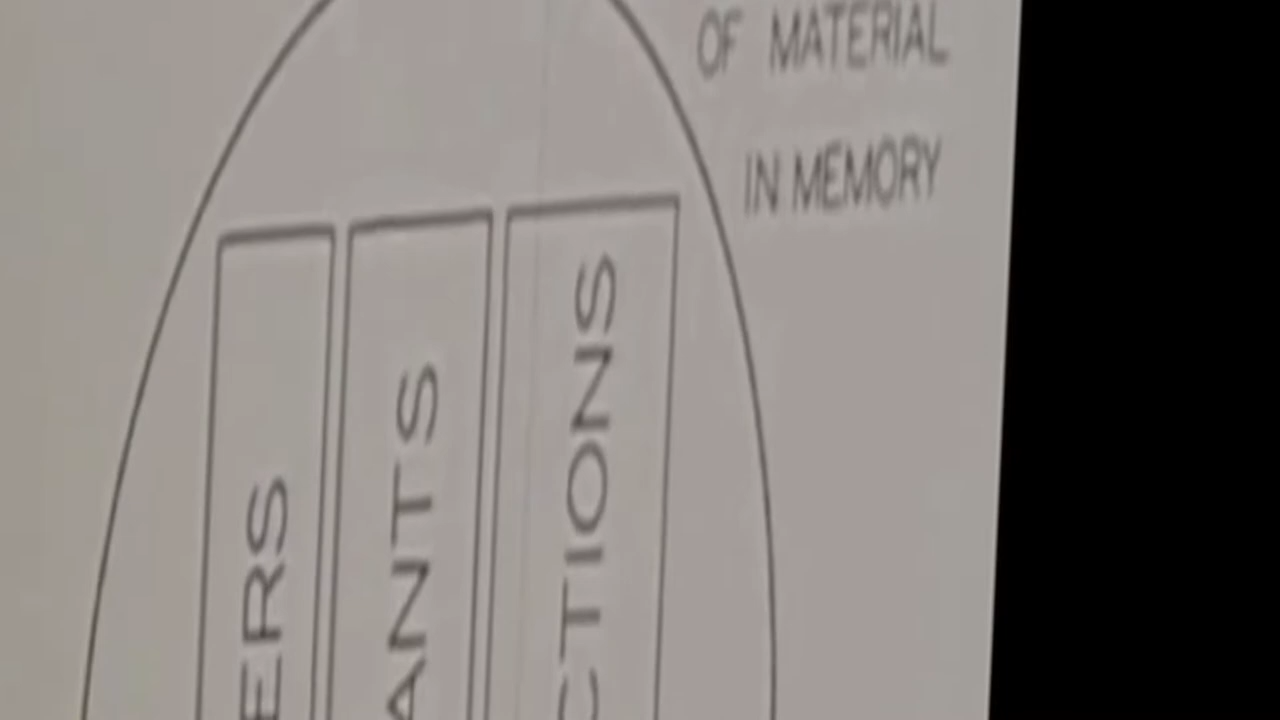 OF MATERIAL
IN MEMORY
ERS
ANTS
CTIONS